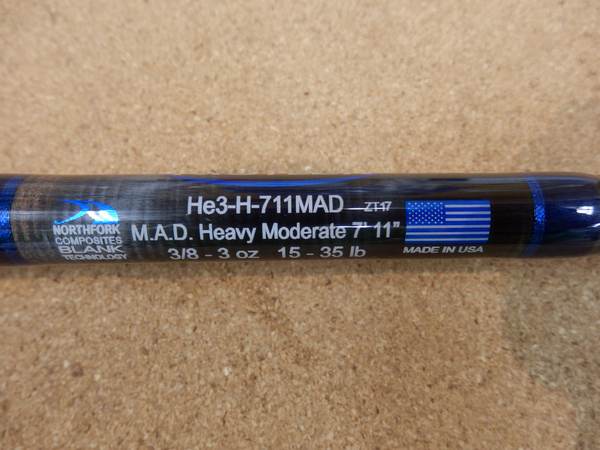 NORTHFORK
COMPOSITES
BLANK
TECHNOLOGY
He3-H-711MAD ZT17
M.A.D. Heavy Moderate 7' 11"
3/8 - 3 oz 15 - 35 lb
MADE IN USA